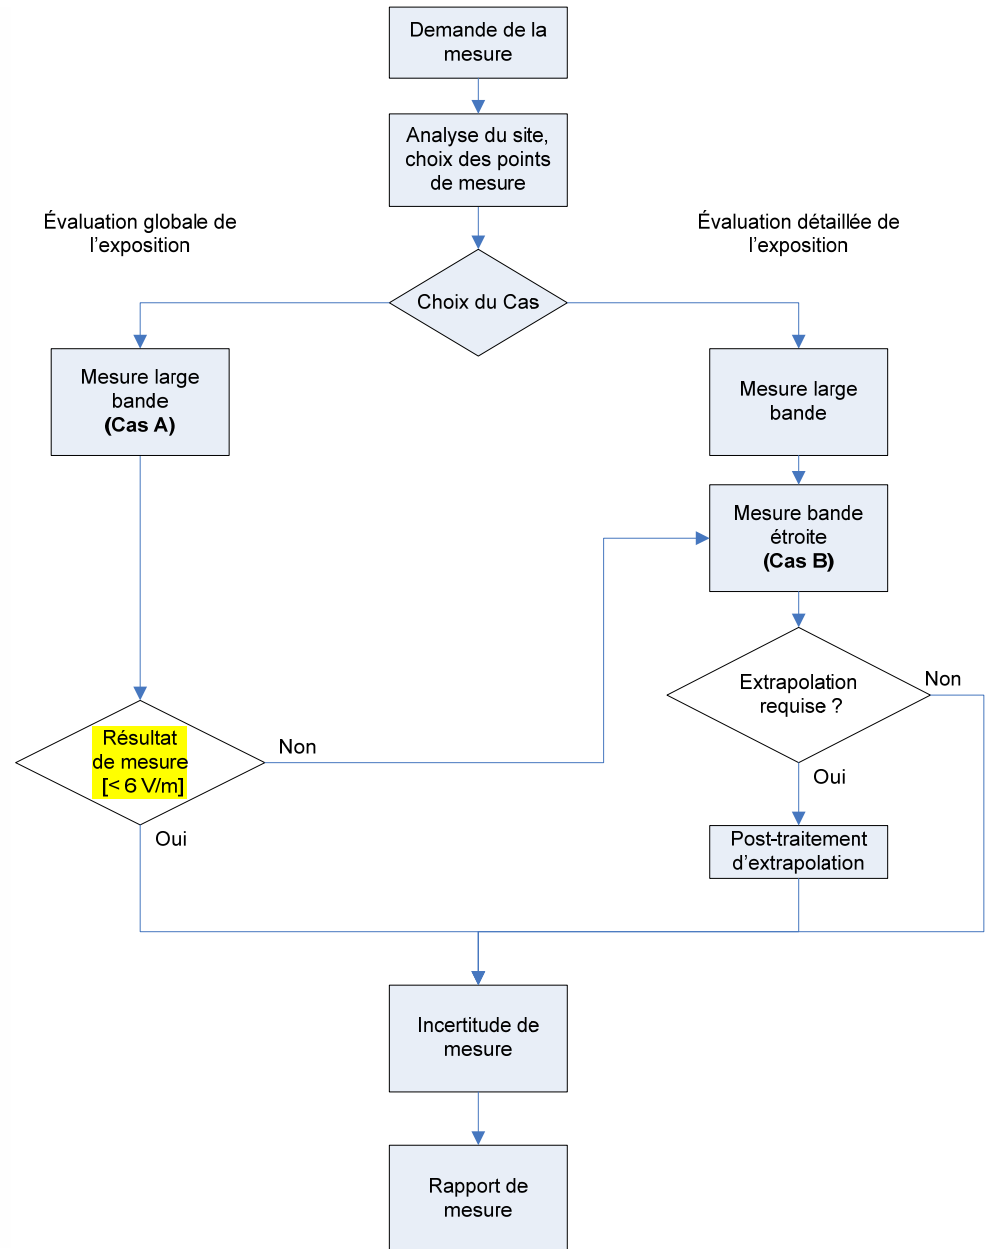 Demande de la
mesure
Analyse du site,
choix des points
de mesure
Évaluation globale de
l’exposition
Évaluation détaillée de
l’exposition
Choix du Cas
Mesure large
bande
(Cas A)
Mesure large
bande
Mesure bande
étroite
(Cas B)
Extrapolation
requise ?
Non
Oui
Résultat
de mesure
[< 6 V/m]
Non
Oui
Post-traitement
d’extrapolation
Incertitude de
mesure
Rapport de
mesure